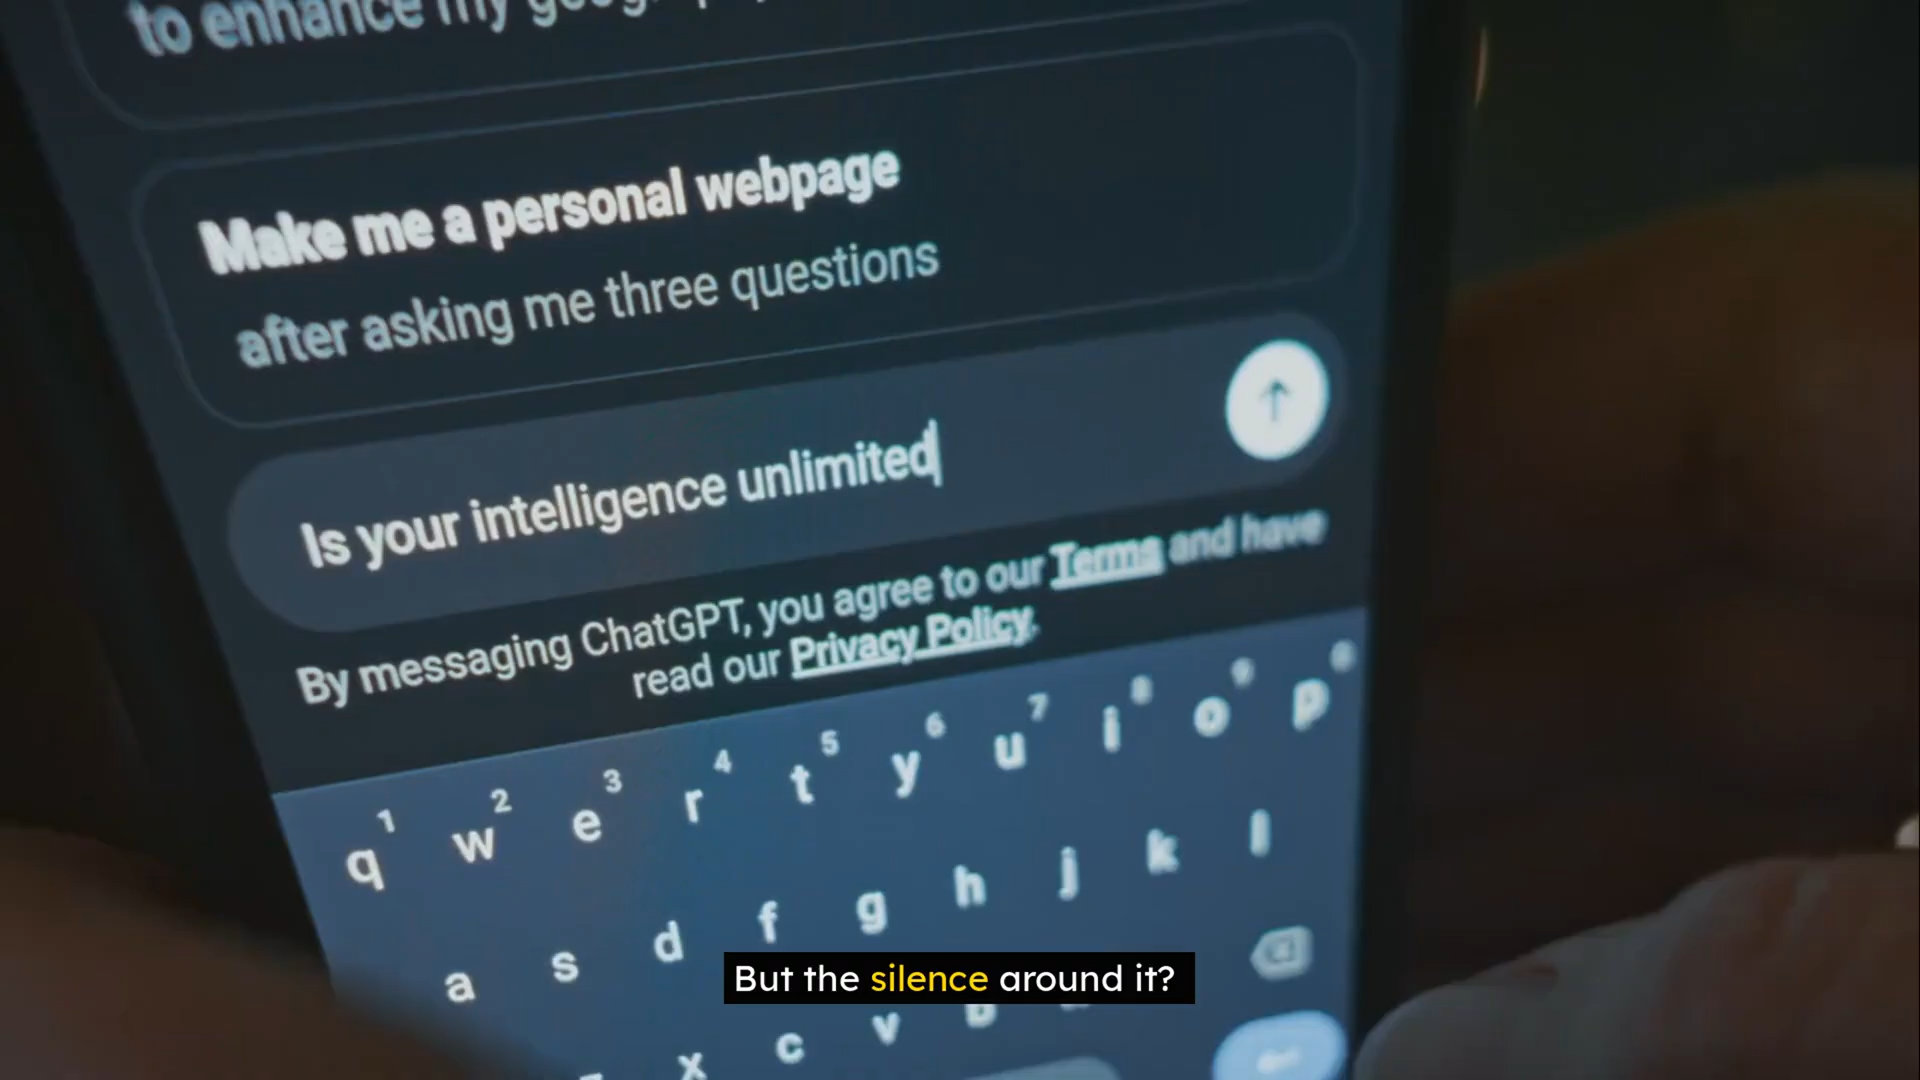 to enhance my
Make me a personal webpage
after asking me three questions
Is your intelligence unlimited
By messaging ChatGPT, you agree to our Terms and have
read our Privacy Policy.
1 2 3 4 5 6 7 8 9 0
q w e r t y u i o p
a s d f g h j k l
x c v b
But the silence around it?